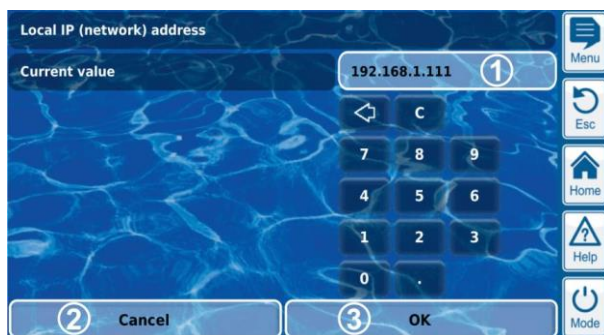 Local IP (network) address
Menu
Current value
192.168.1.111 1
C
Esc
7 8 9
Home
4 5 6
1 2 3
Help
0 .
2 Cancel
3 OK
Mode